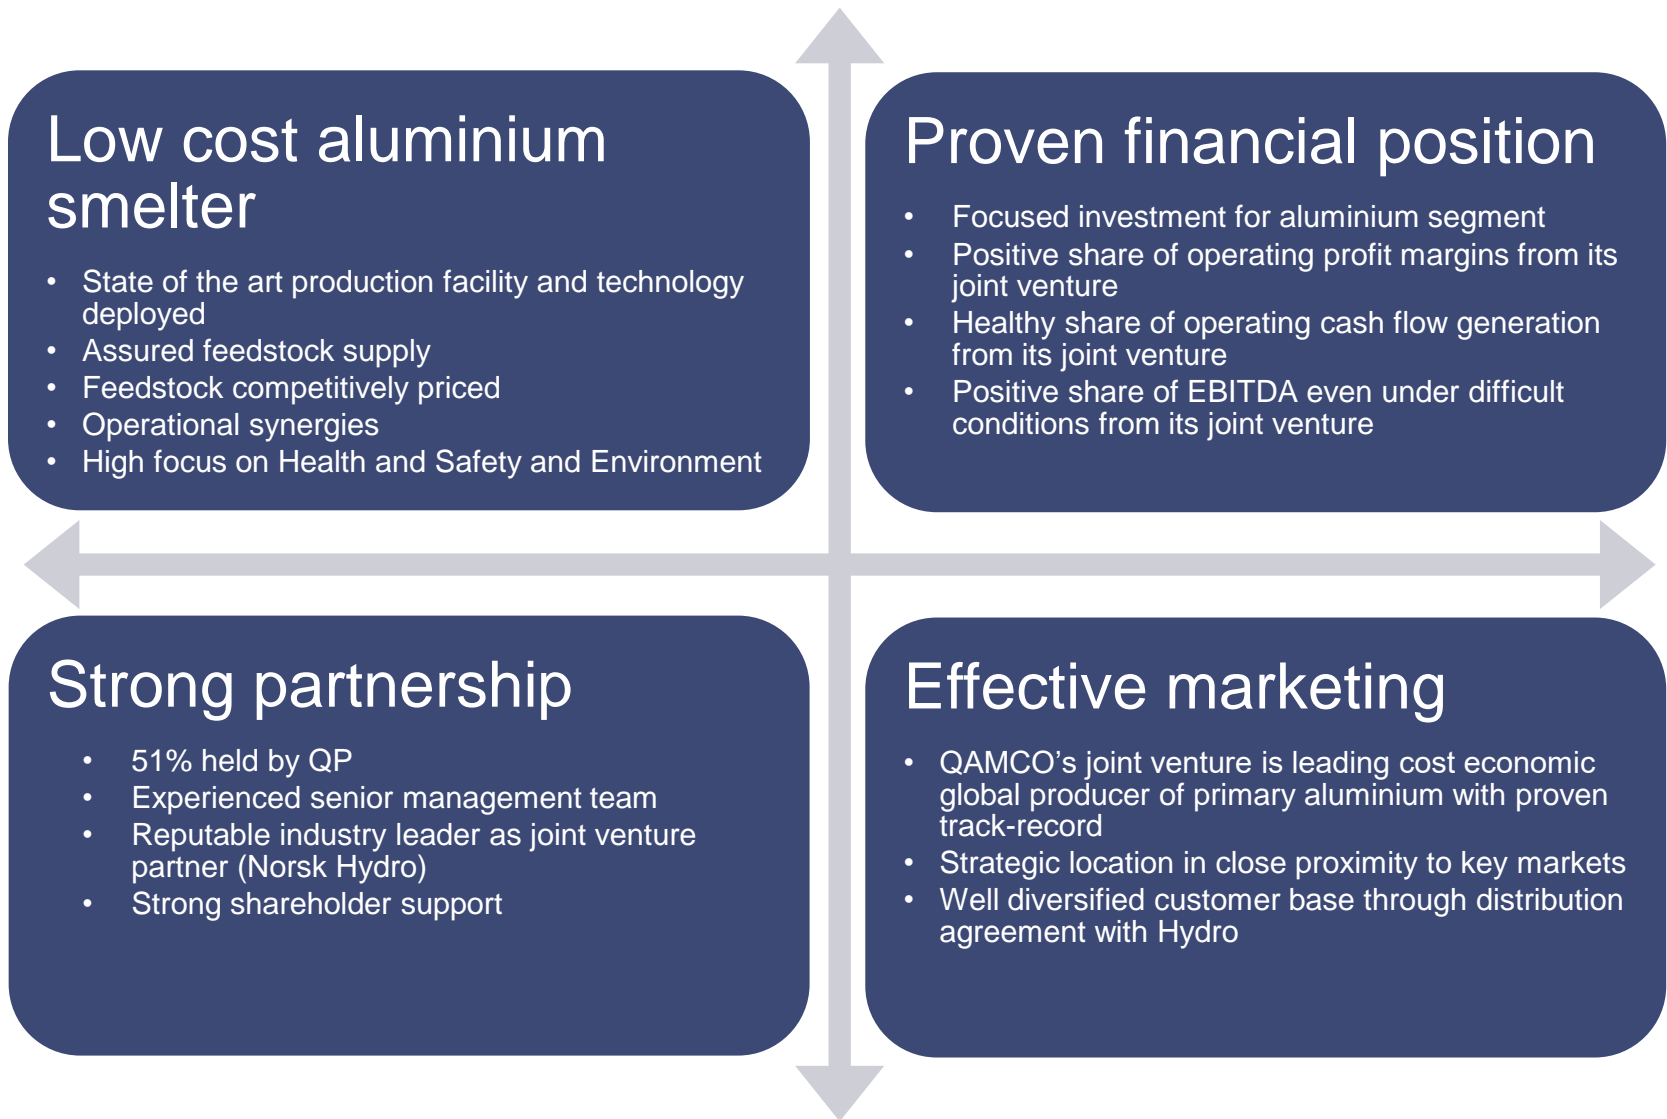 Low cost aluminium
smelter
• State of the art production facility and technology
deployed
• Assured feedstock supply
• Feedstock competitively priced
• Operational synergies
• High focus on Health and Safety and Environment
Proven financial position
• Focused investment for aluminium segment
• Positive share of operating profit margins from its
joint venture
• Healthy share of operating cash flow generation
from its joint venture
• Positive share of EBITDA even under difficult
conditions from its joint venture
Strong partnership
• 51% held by QP
• Experienced senior management team
• Reputable industry leader as joint venture
partner (Norsk Hydro)
• Strong shareholder support
Effective marketing
• QAMCO’s joint venture is leading cost economic
global producer of primary aluminium with proven
track-record
• Strategic location in close proximity to key markets
• Well diversified customer base through distribution
agreement with Hydro